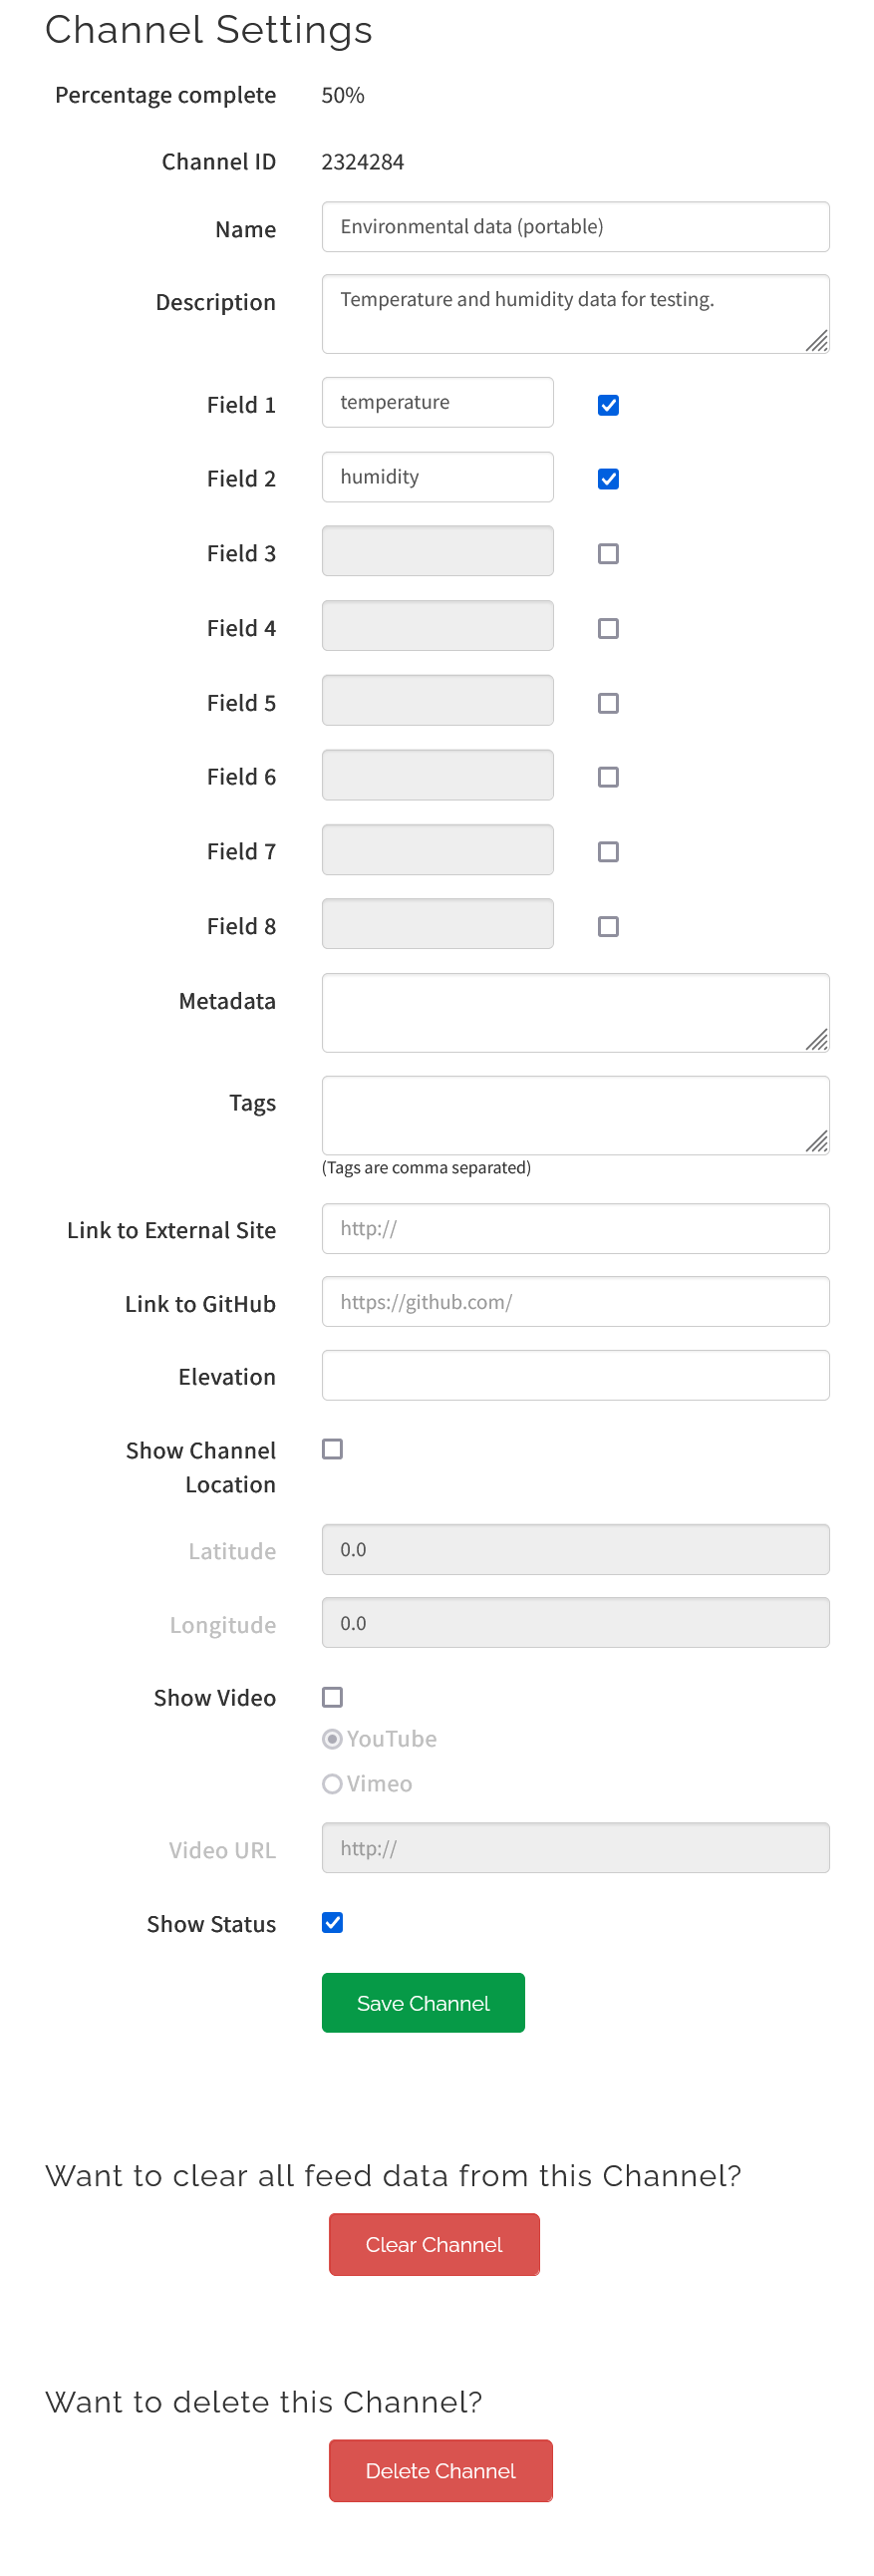 Channel Settings
Percentage complete 50%
Channel ID 2324284
Name Environmental data (portable)
Description Temperature and humidity data for testing.
Field 1 temperature
Field 2 humidity
Field 3
Field 4
Field 5
Field 6
Field 7
Field 8
Metadata
Tags
(Tags are comma separated)
Link to External Site http://
Link to GitHub https://github.com/
Elevation
Show Channel
Location
Latitude 0.0
Longitude 0.0
Show Video
YouTube
Vimeo
Video URL http://
Show Status
Save Channel
Want to clear all feed data from this Channel?
Clear Channel
Want to delete this Channel?
Delete Channel